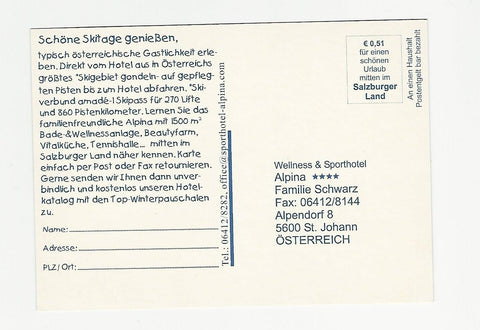 Schöne Skitage genießen,
typisch österreichische Gastlichkeit erle-
ben. Direkt vom Hotel aus in Österreichs
größtes "Skigebiet gondeln- auf gepfleg-
ten Pisten bis zum Hotel abfahren. "Ski-
verbund amadé-1 Skipass für 270 Lifte
und 860 Pistenkilometer. Lernen Sie das
familienfreundliche Alpina mit 1500 m²
Bade-&Wellnessanlage, Beautyfarm,
Vitalküche, Tennishalle... mitten im
Salzburger Land näher kennen. Karte
einfach per Post oder Fax retournieren.
Gerne senden wir Ihnen dann unver-
bindlich und kostenlos unseren Hotel-
katalog mit den Top-Winterpauschalen
zu.
Name:
Adresse:
PLZ/Ort:
Tel.: 06412/8282, office@sporthotel-alpina.com
€ 0,51
für einen
schönen
Urlaub
mitten im
Salzburger
Land
An einen Haushalt
Postentgelt bar bezahlt
Wellness & Sporthotel
Alpina ★★★★
Familie Schwarz
Fax: 06412/8144
Alpendorf 8
5600 St. Johann
ÖSTERREICH